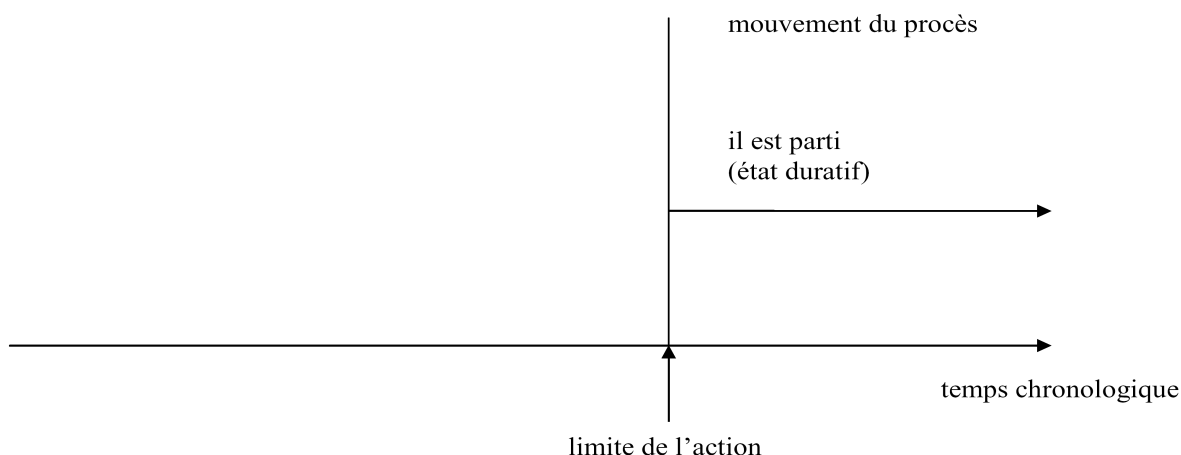 mouvement du procès
il est parti
(état duratif)
temps chronologique
limite de l’action